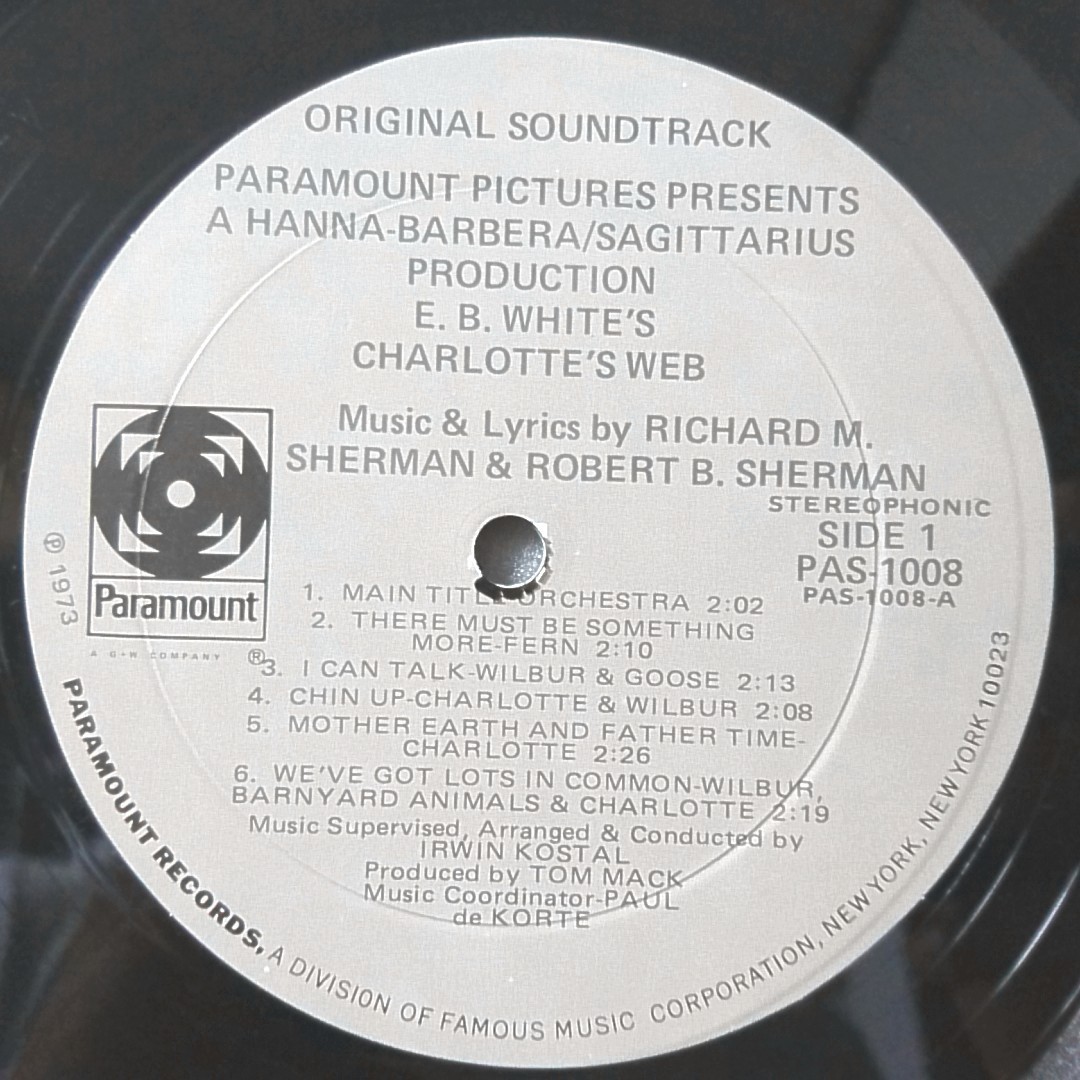 ORIGINAL SOUNDTRACK
PARAMOUNT PICTURES PRESENTS
A HANNA-BARBERA/SAGITTARIUS
PRODUCTION
E. B. WHITE'S
CHARLOTTE'S WEB
Music & Lyrics by RICHARD M.
SHERMAN & ROBERT B. SHERMAN
STEREOPHONIC
SIDE 1
PAS-1008
PAS-1008-A
℗ 1973
Paramount
A G+W COMPANY ®
1. MAIN TITLE ORCHESTRA 2:02
2. THERE MUST BE SOMETHING
MORE-FERN 2:10
3. I CAN TALK-WILBUR & GOOSE 2:13
4. CHIN UP-CHARLOTTE & WILBUR 2:08
5. MOTHER EARTH AND FATHER TIME-
CHARLOTTE 2:26
6. WE'VE GOT LOTS IN COMMON-WILBUR,
BARNYARD ANIMALS & CHARLOTTE 2:19
Music Supervised, Arranged & Conducted by
IRWIN KOSTAL
Produced by TOM MACK
Music Coordinator-PAUL
de KORTE
PARAMOUNT RECORDS, A DIVISION OF FAMOUS MUSIC CORPORATION, NEW YORK, NEW YORK 10023